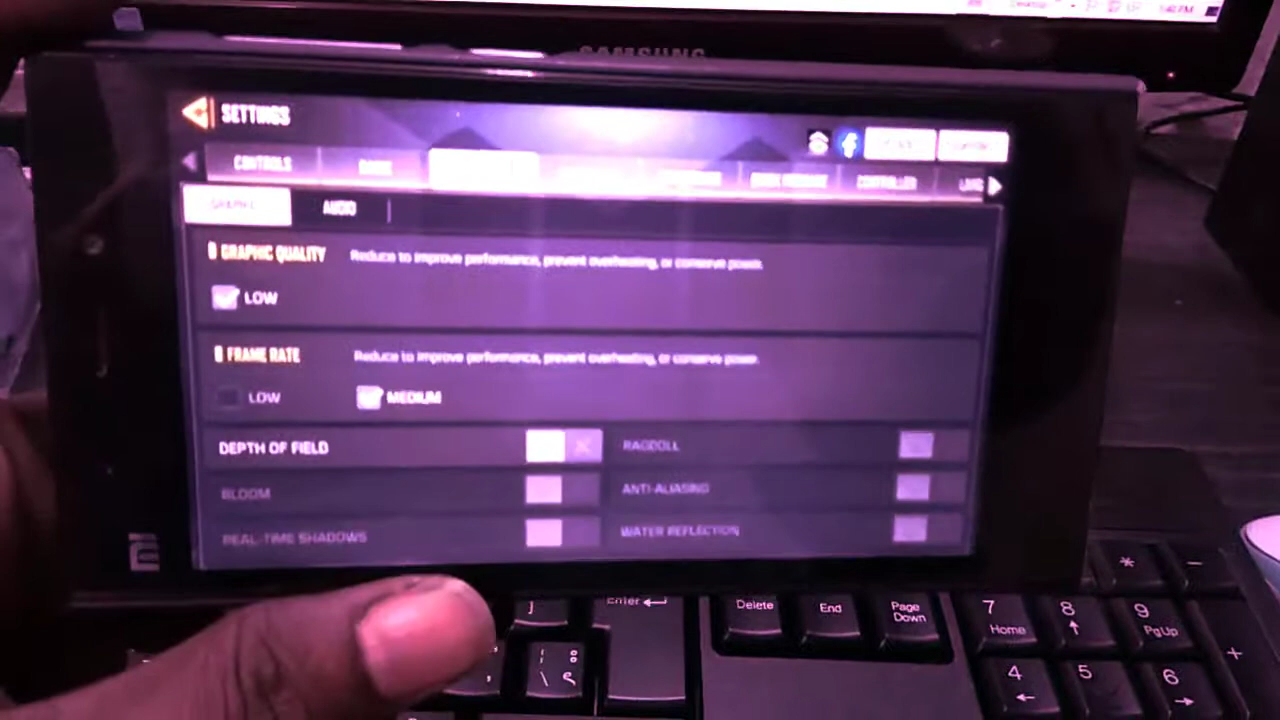 SAMSUNG
SETTINGS
CONTROLS
CONTROLLER
AUDIO
GRAPHIC QUALITY
Reduce to improve performance, prevent overheating, or conserve power.
LOW
FRAME RATE
Reduce to improve performance, prevent overheating, or conserve power.
LOW
MEDIUM
DEPTH OF FIELD
RAGDOLL
BLOOM
ANTI-ALIASING
REAL-TIME SHADOWS
WATER REFLECTION
* -
] Enter Delete End Page Down 7 Home 8 9 PgUp
+
\ 4 5 6